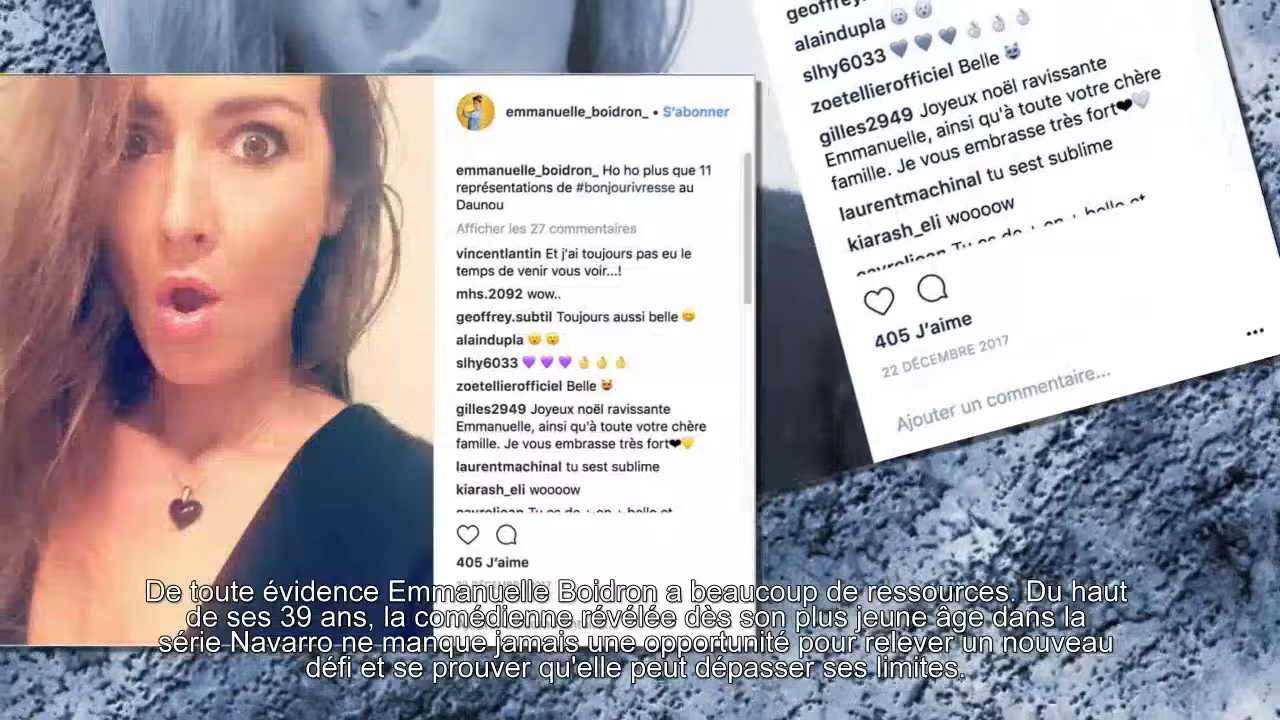 emmanuelle_boidron_ • S'abonner
emmanuelle_boidron_ Ho ho plus que 11
représentations de #bonjourivresse au
Daunou
Afficher les 27 commentaires
vincentlantin Et j'ai toujours pas eu le
temps de venir vous voir...!
mhs.2092 wow..
geoffrey.subtil Toujours aussi belle 😊
alaindupla 😮 😮
slhy6033 💜 💜 💜 👌 👌 👌
zoetellierofficiel Belle 😻
gilles2949 Joyeux noël ravissante
Emmanuelle, ainsi qu'à toute votre chère
famille. Je vous embrasse très fort❤💛
laurentmachinal tu sest sublime
kiarash_eli woooow
405 J'aime
22 DÉCEMBRE 2017
geoffrey.
alaindupla 😮 😮
slhy6033 💜 💜 💜 👌 👌 👌
zoetellierofficiel Belle 😻
gilles2949 Joyeux noël ravissante
Emmanuelle, ainsi qu'à toute votre chère
famille. Je vous embrasse très fort❤💛
laurentmachinal tu sest sublime
kiarash_eli woooow
405 J'aime
22 DÉCEMBRE 2017
Ajouter un commentaire...
De toute évidence Emmanuelle Boidron a beaucoup de ressources. Du haut
de ses 39 ans, la comédienne révélée dès son plus jeune âge dans la
série Navarro ne manque jamais une opportunité pour relever un nouveau
défi et se prouver qu'elle peut dépasser ses limites.